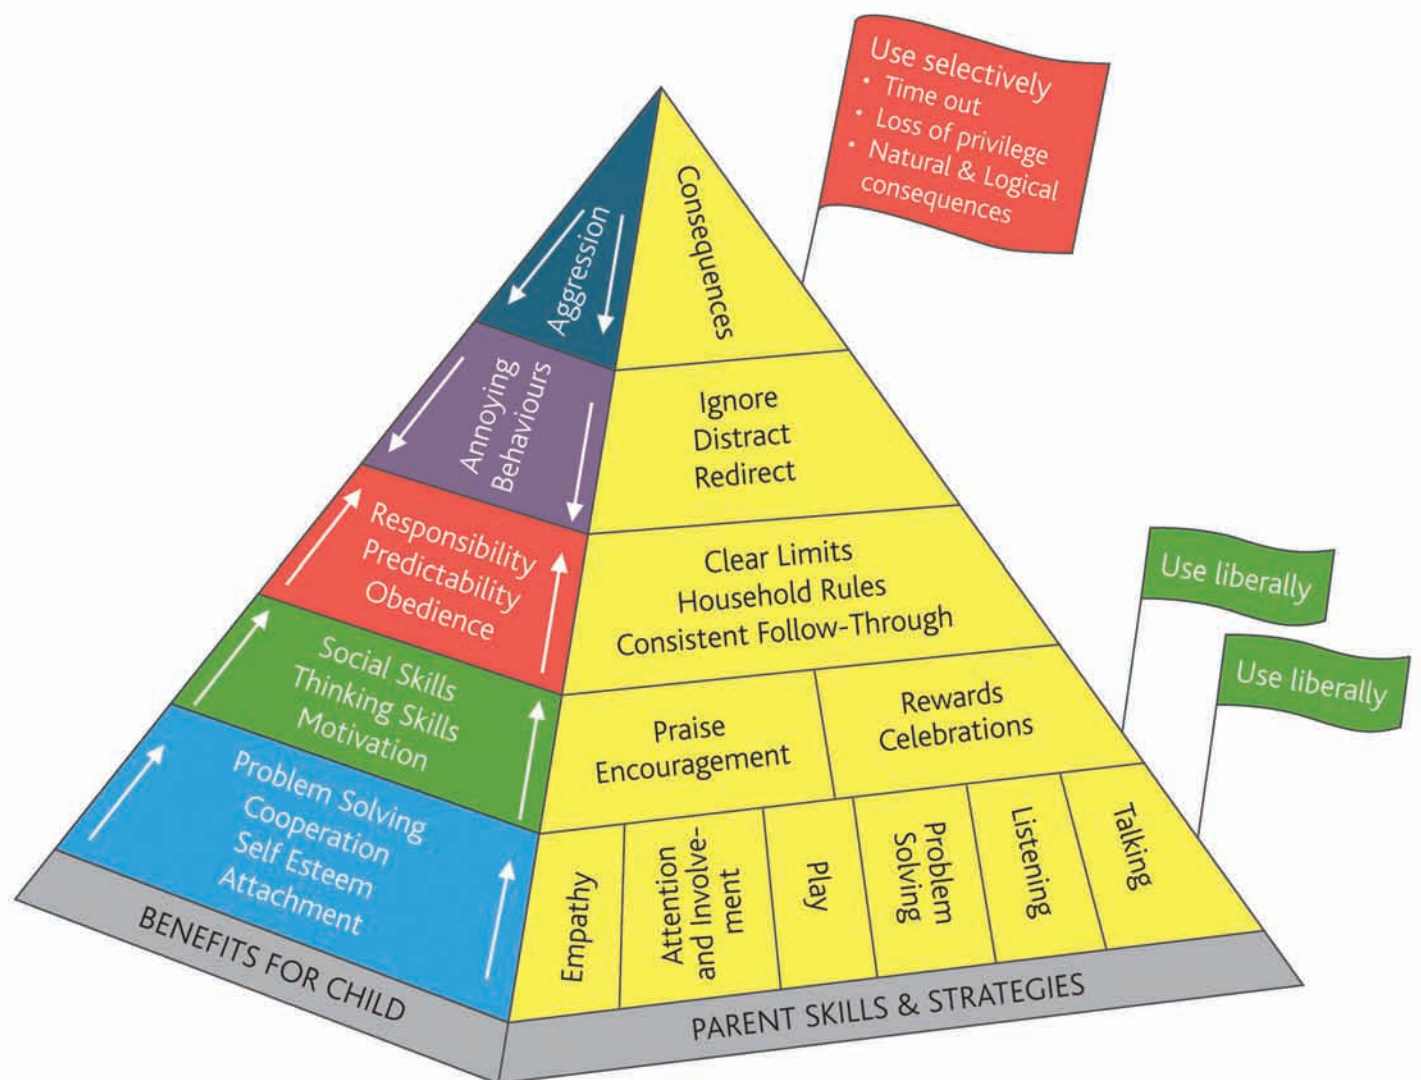 Use selectively
• Time out
• Loss of privilege
• Natural & Logical
consequences
Aggression
Consequences
Annoying
Behaviours
Ignore
Distract
Redirect
Responsibility
Predictability
Obedience
Clear Limits
Household Rules
Consistent Follow-Through
Use liberally
Use liberally
Social Skills
Thinking Skills
Motivation
Praise
Encouragement
Rewards
Celebrations
Problem Solving
Cooperation
Self Esteem
Attachment
Empathy
Attention
and Involve-
ment
Play
Problem
Solving
Listening
Talking
BENEFITS FOR CHILD
PARENT SKILLS & STRATEGIES